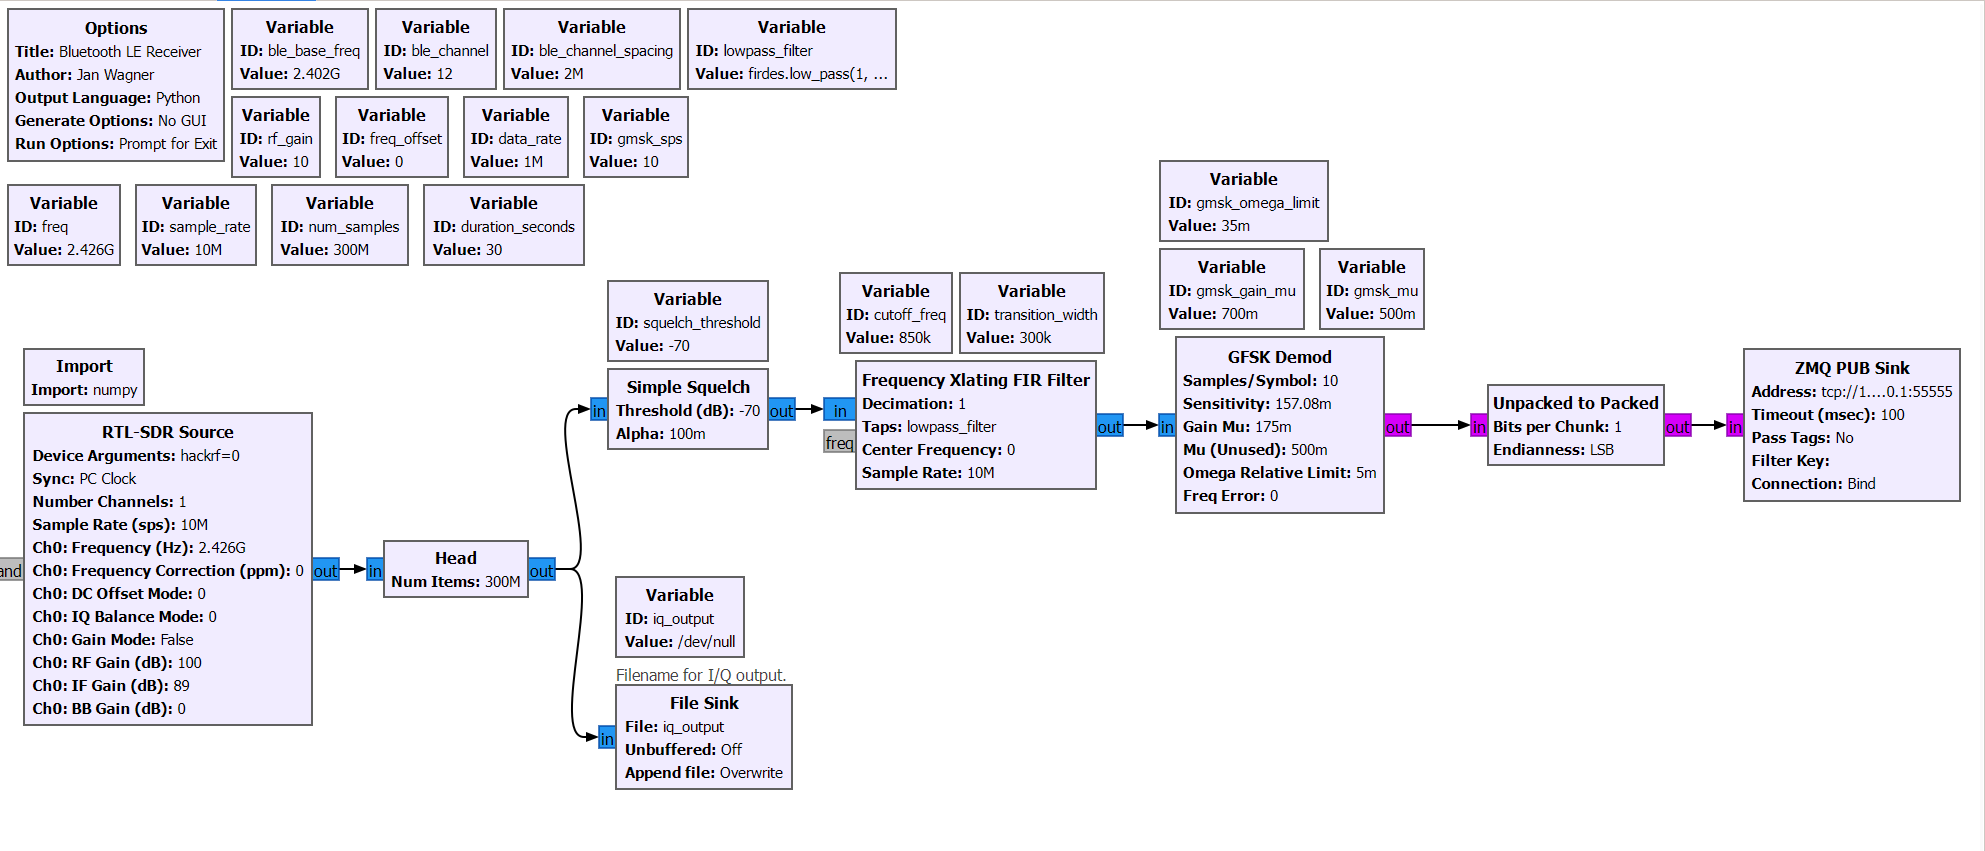 Options
Title: Bluetooth LE Receiver
Author: Jan Wagner
Output Language: Python
Generate Options: No GUI
Run Options: Prompt for Exit
Variable
ID: ble_base_freq
Value: 2.402G
Variable
ID: ble_channel
Value: 12
Variable
ID: ble_channel_spacing
Value: 2M
Variable
ID: lowpass_filter
Value: firdes.low_pass(1, ...
Variable
ID: rf_gain
Value: 10
Variable
ID: freq_offset
Value: 0
Variable
ID: data_rate
Value: 1M
Variable
ID: gmsk_sps
Value: 10
Variable
ID: freq
Value: 2.426G
Variable
ID: sample_rate
Value: 10M
Variable
ID: num_samples
Value: 300M
Variable
ID: duration_seconds
Value: 30
Variable
ID: gmsk_omega_limit
Value: 35m
Variable
ID: gmsk_gain_mu
Value: 700m
Variable
ID: gmsk_mu
Value: 500m
Variable
ID: squelch_threshold
Value: -70
Variable
ID: cutoff_freq
Value: 850k
Variable
ID: transition_width
Value: 300k
Import
Import: numpy
RTL-SDR Source
Device Arguments: hackrf=0
Sync: PC Clock
Number Channels: 1
Sample Rate (sps): 10M
Ch0: Frequency (Hz): 2.426G
Ch0: Frequency Correction (ppm): 0
Ch0: DC Offset Mode: 0
Ch0: IQ Balance Mode: 0
Ch0: Gain Mode: False
Ch0: RF Gain (dB): 100
Ch0: IF Gain (dB): 89
Ch0: BB Gain (dB): 0
and
out
in
Head
Num Items: 300M
out
in
Simple Squelch
Threshold (dB): -70
Alpha: 100m
out
in
freq
Frequency Xlating FIR Filter
Decimation: 1
Taps: lowpass_filter
Center Frequency: 0
Sample Rate: 10M
out
in
GFSK Demod
Samples/Symbol: 10
Sensitivity: 157.08m
Gain Mu: 175m
Mu (Unused): 500m
Omega Relative Limit: 5m
Freq Error: 0
out
in
Unpacked to Packed
Bits per Chunk: 1
Endianness: LSB
out
in
ZMQ PUB Sink
Address: tcp://1....0.1:55555
Timeout (msec): 100
Pass Tags: No
Filter Key:
Connection: Bind
Variable
ID: iq_output
Value: /dev/null
Filename for I/Q output.
in
File Sink
File: iq_output
Unbuffered: Off
Append file: Overwrite